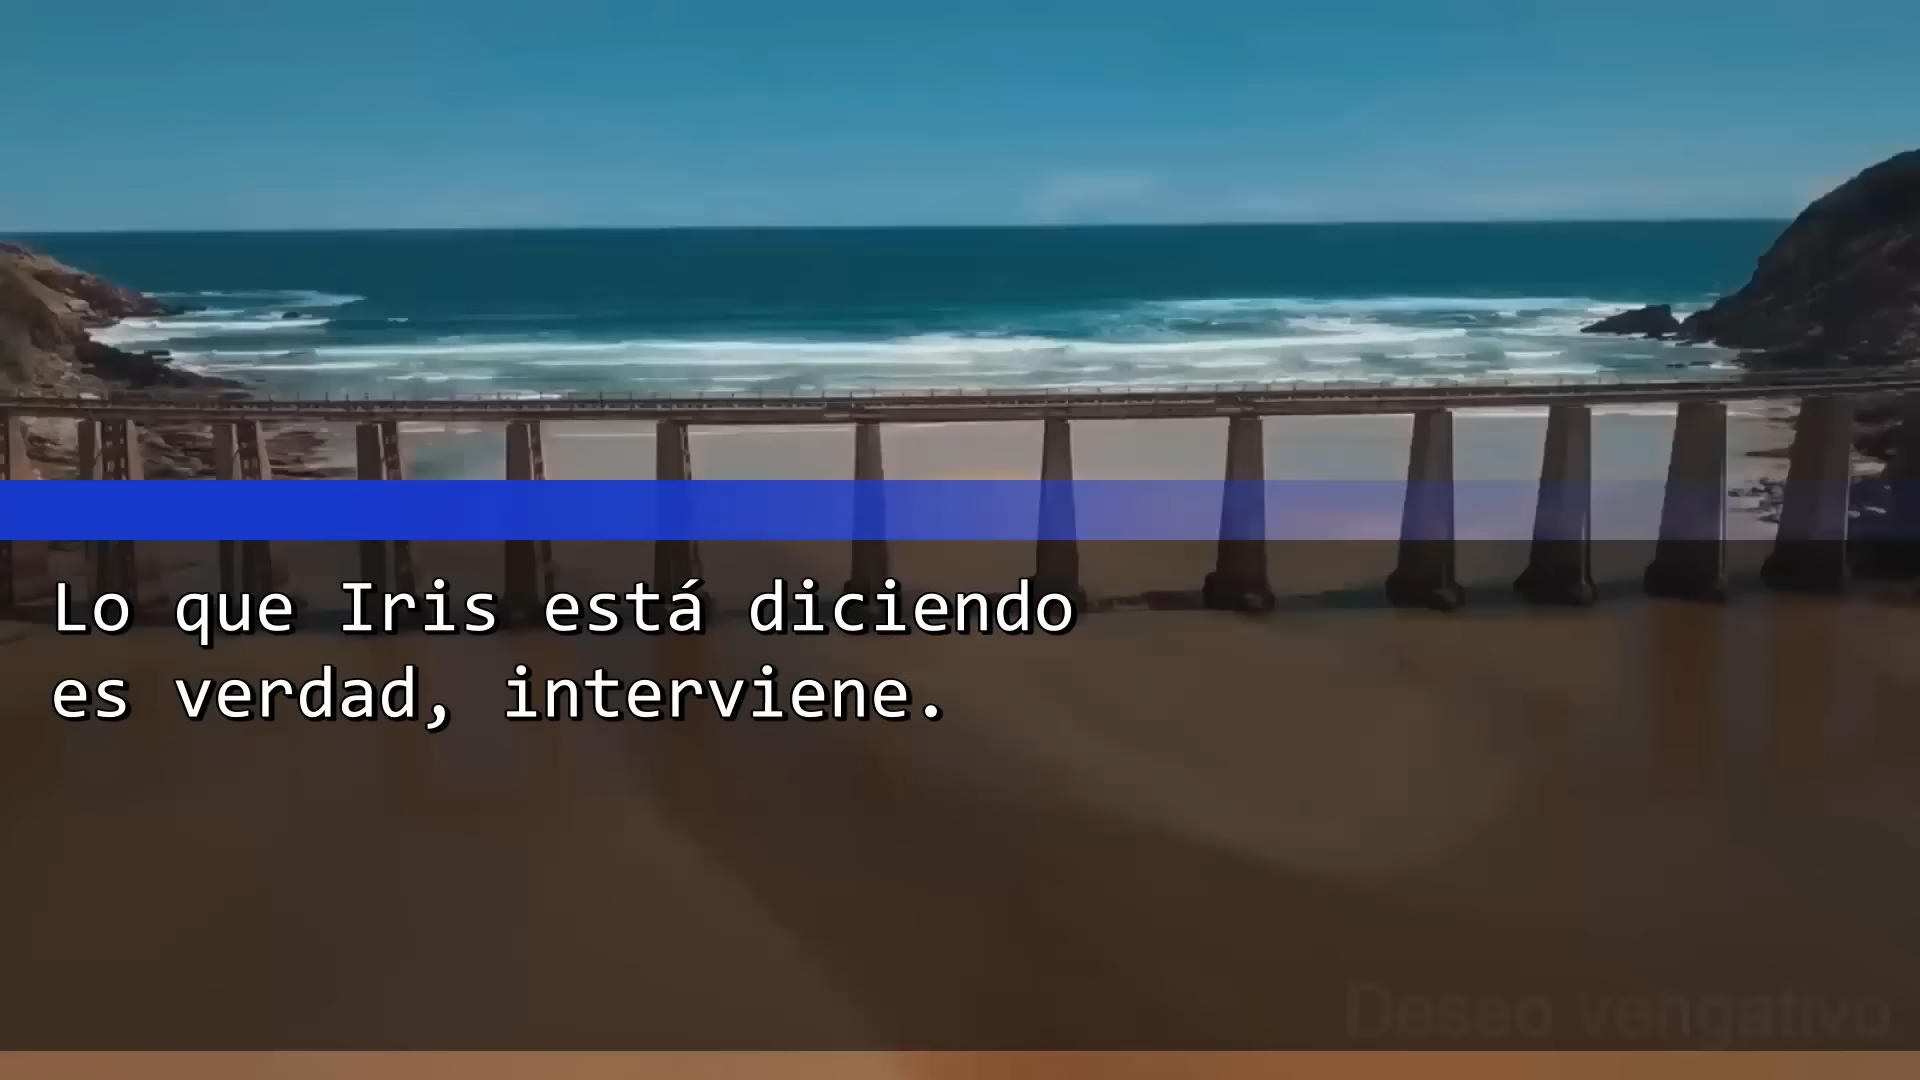 Lo que Iris está diciendo
es verdad, interviene.
Deseo vengativo